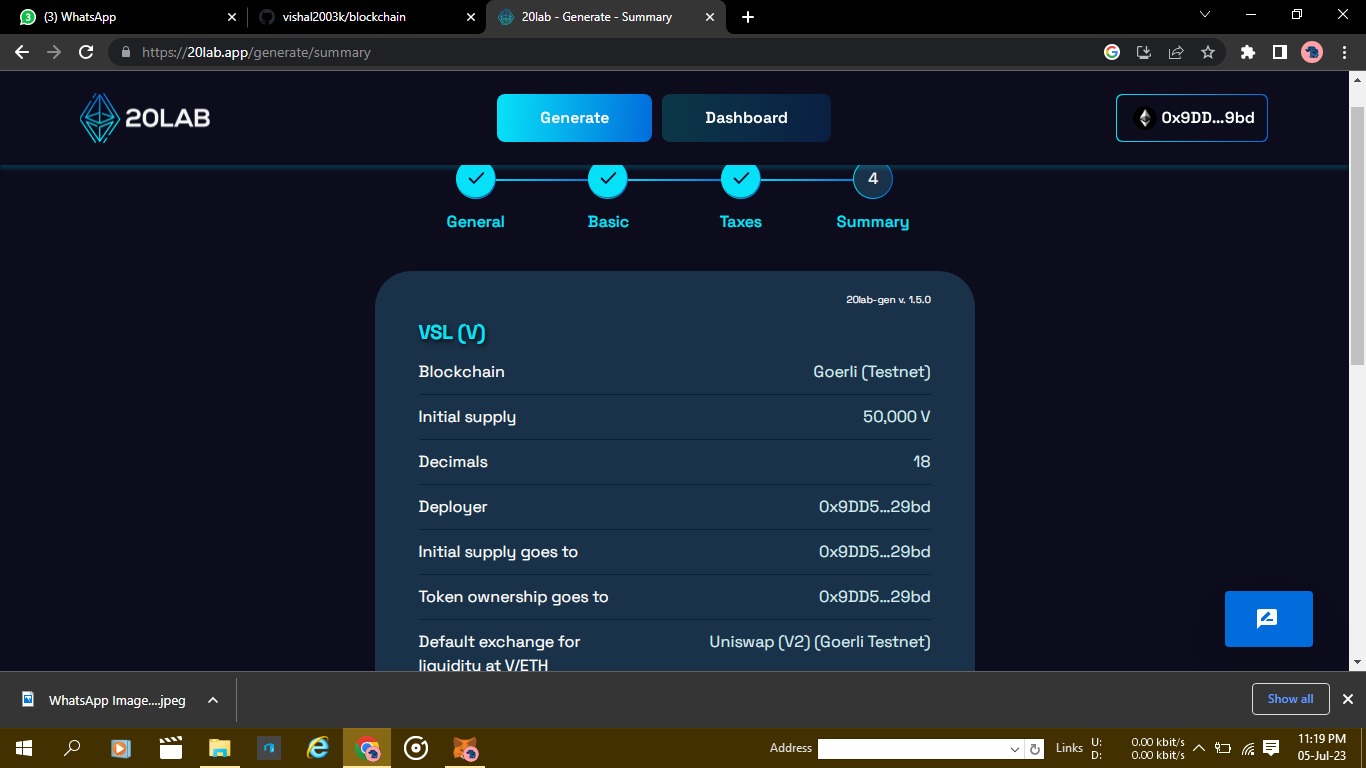 (3) WhatsApp
vishal2003k/blockchain
20lab - Generate - Summary
https://20lab.app/generate/summary
20LAB
Generate
Dashboard
0x9DD...9bd
4
General
Basic
Taxes
Summary
20lab-gen v. 1.5.0
VSL (V)
Blockchain Goerli (Testnet)
Initial supply 50,000 V
Decimals 18
Deployer 0x9DD5...29bd
Initial supply goes to 0x9DD5...29bd
Token ownership goes to 0x9DD5...29bd
Default exchange for Uniswap (V2) (Goerli Testnet)
liquidity at V/ETH
WhatsApp Image....jpeg
Show all
Address
Links
U: 0.00 kbit/s
D: 0.00 kbit/s
11:19 PM
05-Jul-23